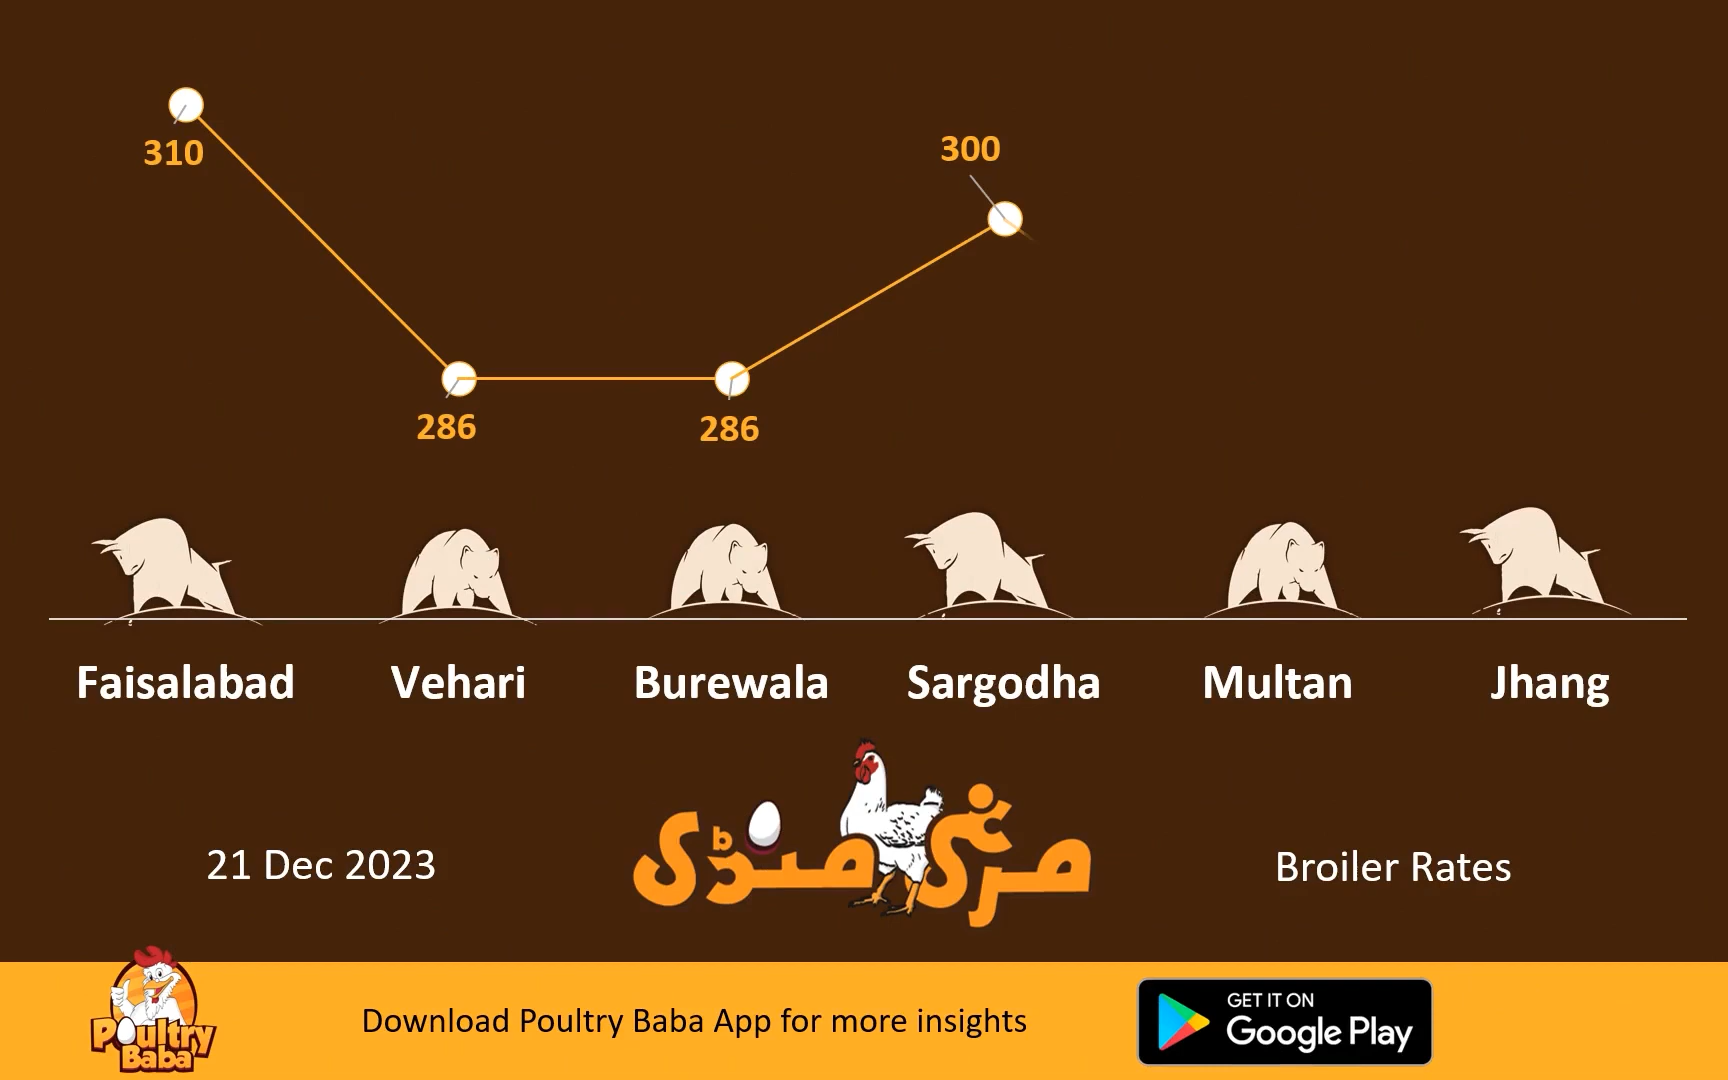 310
300
286
286
Faisalabad
Vehari
Burewala
Sargodha
Multan
Jhang
21 Dec 2023
مرغی منڈی
Broiler Rates
Poultry
Baba
Download Poultry Baba App for more insights
GET IT ON
Google Play